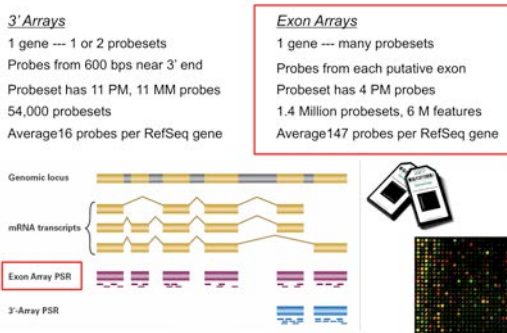 3' Arrays
1 gene --- 1 or 2 probesets
Probes from 600 bps near 3' end
Probeset has 11 PM, 11 MM probes
54,000 probesets
Average16 probes per RefSeq gene
Exon Arrays
1 gene --- many probesets
Probes from each putative exon
Probeset has 4 PM probes
1.4 Million probesets, 6 M features
Average147 probes per RefSeq gene
Genomic locus
mRNA transcripts
Exon Array PSR
3'-Array PSR